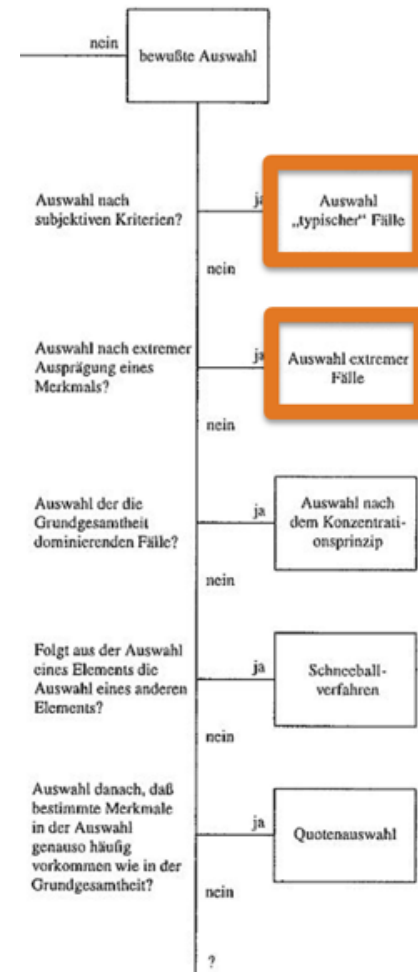 nein
bewußte Auswahl
Auswahl nach
subjektiven Kriterien?
ja
Auswahl
„typischer“ Fälle
nein
Auswahl nach extremer
Ausprägung eines
Merkmals?
ja
Auswahl extremer
Fälle
nein
Auswahl der die
Grundgesamtheit
dominierenden Fälle?
ja
Auswahl nach
dem Konzentrati-
onsprinzip
nein
Folgt aus der Auswahl
eines Elements die
Auswahl eines anderen
Elements?
ja
Schneeball-
verfahren
nein
Auswahl danach, daß
bestimmte Merkmale
in der Auswahl
genauso häufig
vorkommen wie in der
Grundgesamtheit?
ja
Quotenauswahl
nein
?